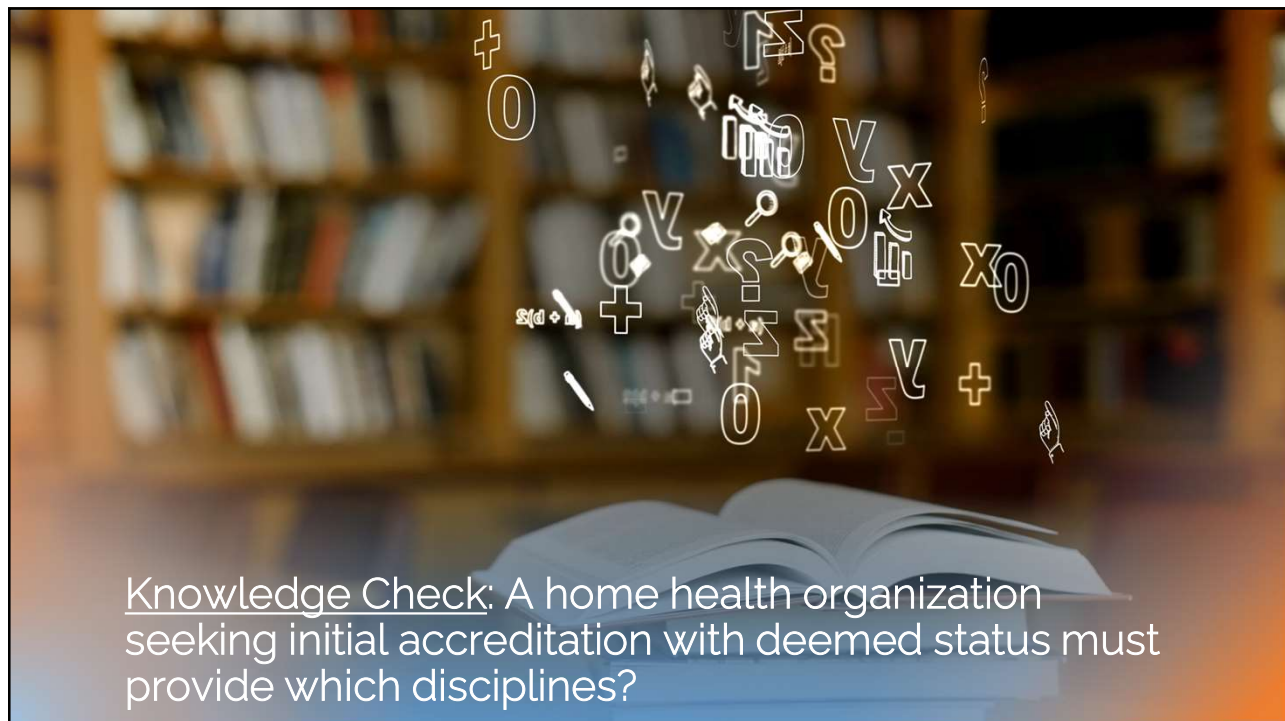 Knowledge Check: A home health organization
seeking initial accreditation with deemed status must
provide which disciplines?